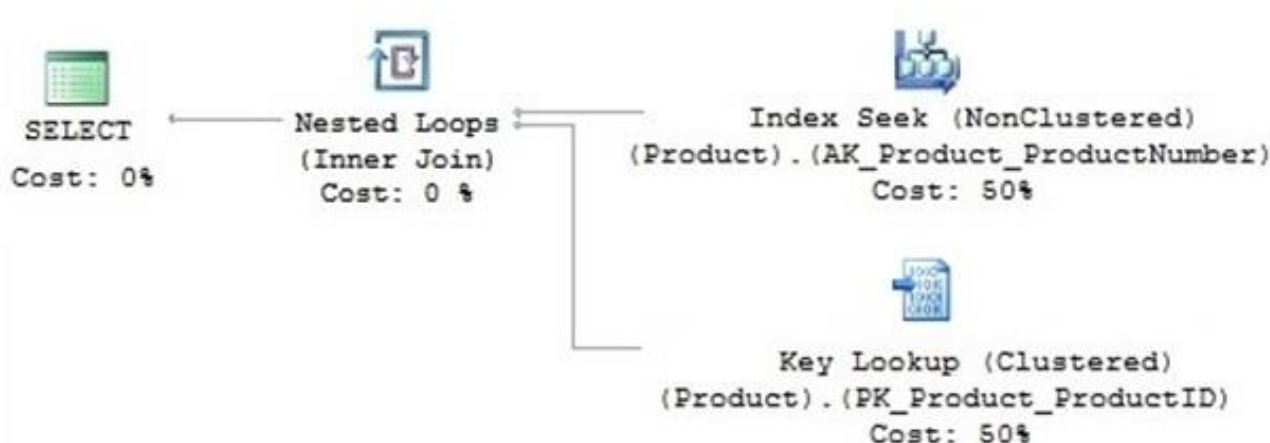 SELECT
Cost: 0%
Nested Loops
(Inner Join)
Cost: 0 %
Index Seek (NonClustered)
(Product).(AK_Product_ProductNumber)
Cost: 50%
Key Lookup (Clustered)
(Product).(PK_Product_ProductID)
Cost: 50%